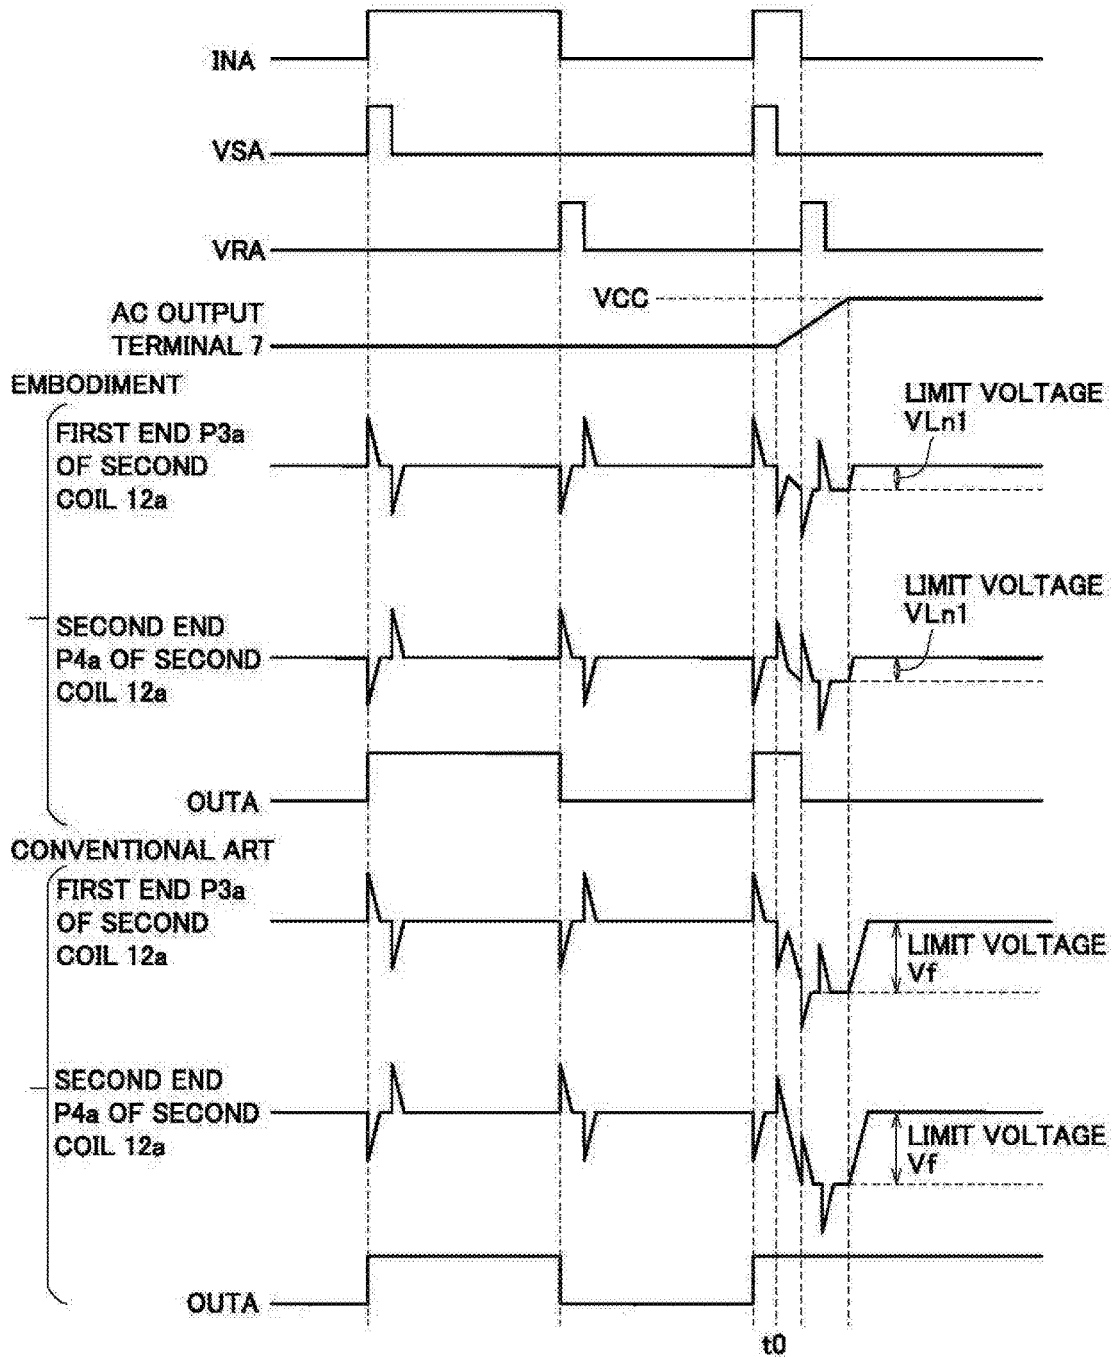 INA
VSA
VRA
VCC
AC OUTPUT
TERMINAL 7
EMBODIMENT
FIRST END P3a
OF SECOND
COIL 12a
LIMIT VOLTAGE
VLn1
SECOND END
P4a OF SECOND
COIL 12a
LIMIT VOLTAGE
VLn1
OUTA
CONVENTIONAL ART
FIRST END P3a
OF SECOND
COIL 12a
LIMIT VOLTAGE
Vf
SECOND END
P4a OF SECOND
COIL 12a
LIMIT VOLTAGE
Vf
OUTA
t0